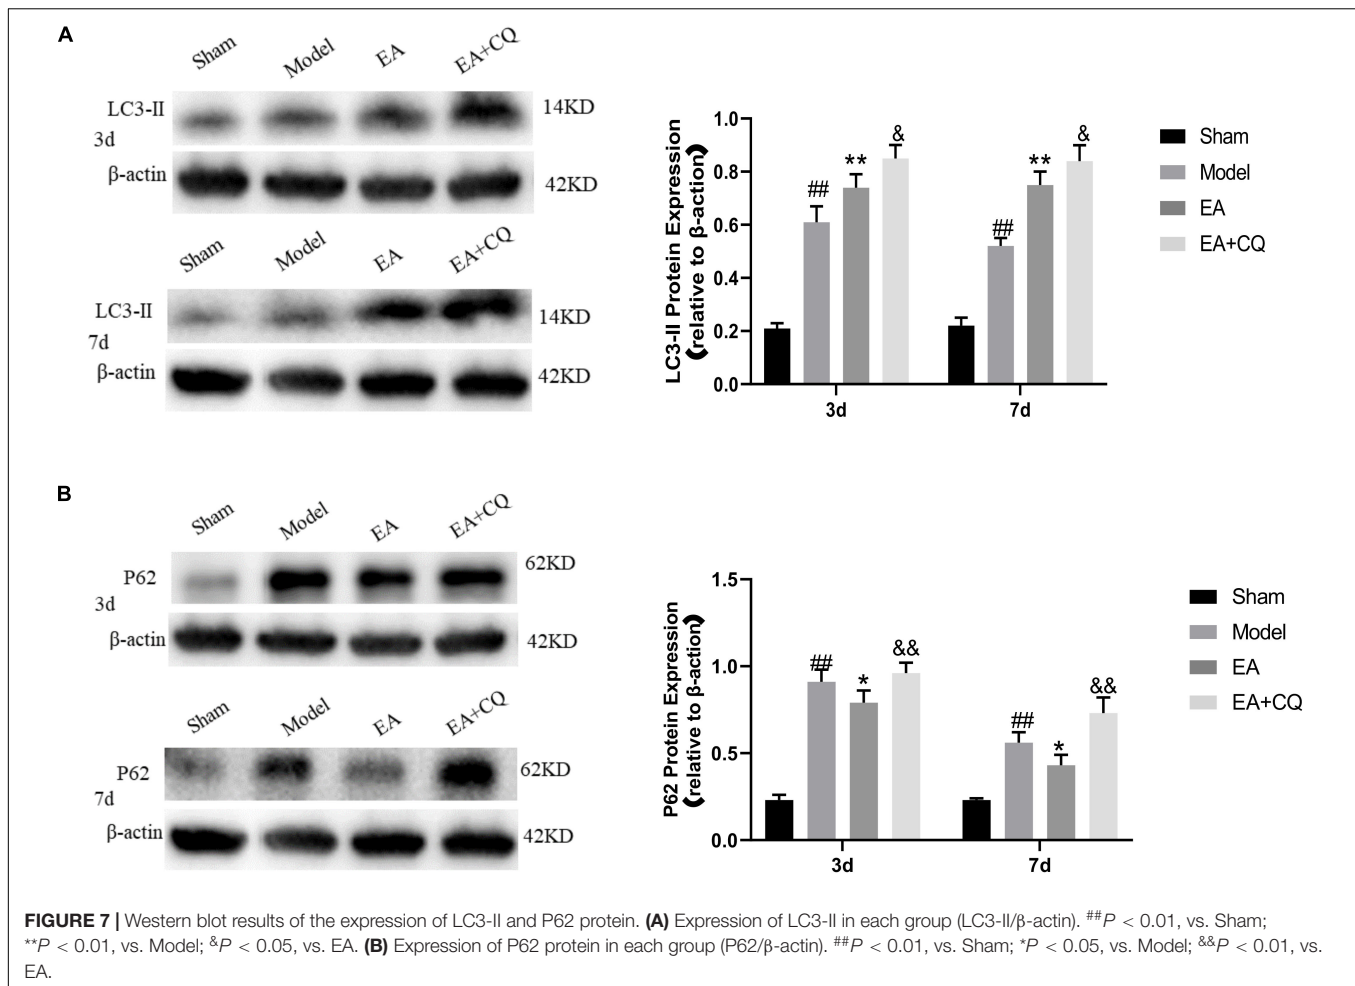 A
Sham Model EA EA+CQ
LC3-II 14KD
3d
β-actin 42KD
Sham Model EA EA+CQ
LC3-II 14KD
7d
β-actin 42KD
LC3-II Protein Expression
(relative to β-action)
1.0
0.8
0.6
0.4
0.2
0.0
## ** & ## ** &
3d 7d
Sham
Model
EA
EA+CQ
B
Sham Model EA EA+CQ
P62 62KD
3d
β-actin 42KD
Sham Model EA EA+CQ
P62 62KD
7d
β-actin 42KD
P62 Protein Expression
(relative to β-action)
1.5
1.0
0.5
0.0
## * && ## * &&
3d 7d
Sham
Model
EA
EA+CQ
FIGURE 7 | Western blot results of the expression of LC3-II and P62 protein. (A) Expression of LC3-II in each group (LC3-II/β-actin). ##P < 0.01, vs. Sham;
**P < 0.01, vs. Model; &P < 0.05, vs. EA. (B) Expression of P62 protein in each group (P62/β-actin). ##P < 0.01, vs. Sham; *P < 0.05, vs. Model; &&P < 0.01, vs.
EA.